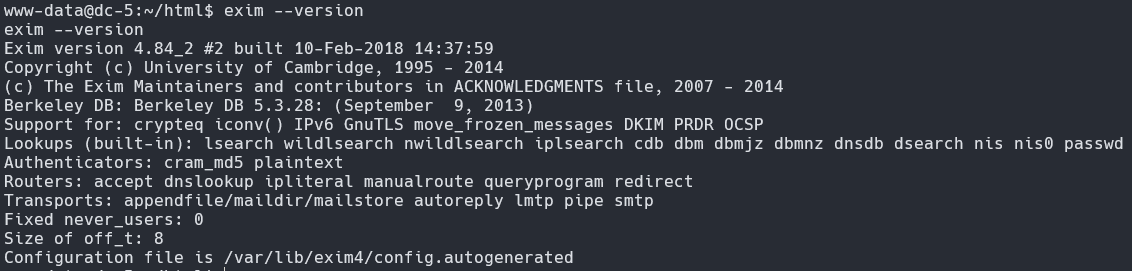 www-data@dc-5:~/html$ exim --version
exim --version
Exim version 4.84_2 #2 built 10-Feb-2018 14:37:59
Copyright (c) University of Cambridge, 1995 - 2014
(c) The Exim Maintainers and contributors in ACKNOWLEDGMENTS file, 2007 - 2014
Berkeley DB: Berkeley DB 5.3.28: (September  9, 2013)
Support for: crypteq iconv() IPv6 GnuTLS move_frozen_messages DKIM PRDR OCSP
Lookups (built-in): lsearch wildlsearch nwildlsearch iplsearch cdb dbm dbmjz dbmnz dnsdb dsearch nis nis0 passwd
Authenticators: cram_md5 plaintext
Routers: accept dnslookup ipliteral manualroute queryprogram redirect
Transports: appendfile/maildir/mailstore autoreply lmtp pipe smtp
Fixed never_users: 0
Size of off_t: 8
Configuration file is /var/lib/exim4/config.autogenerated